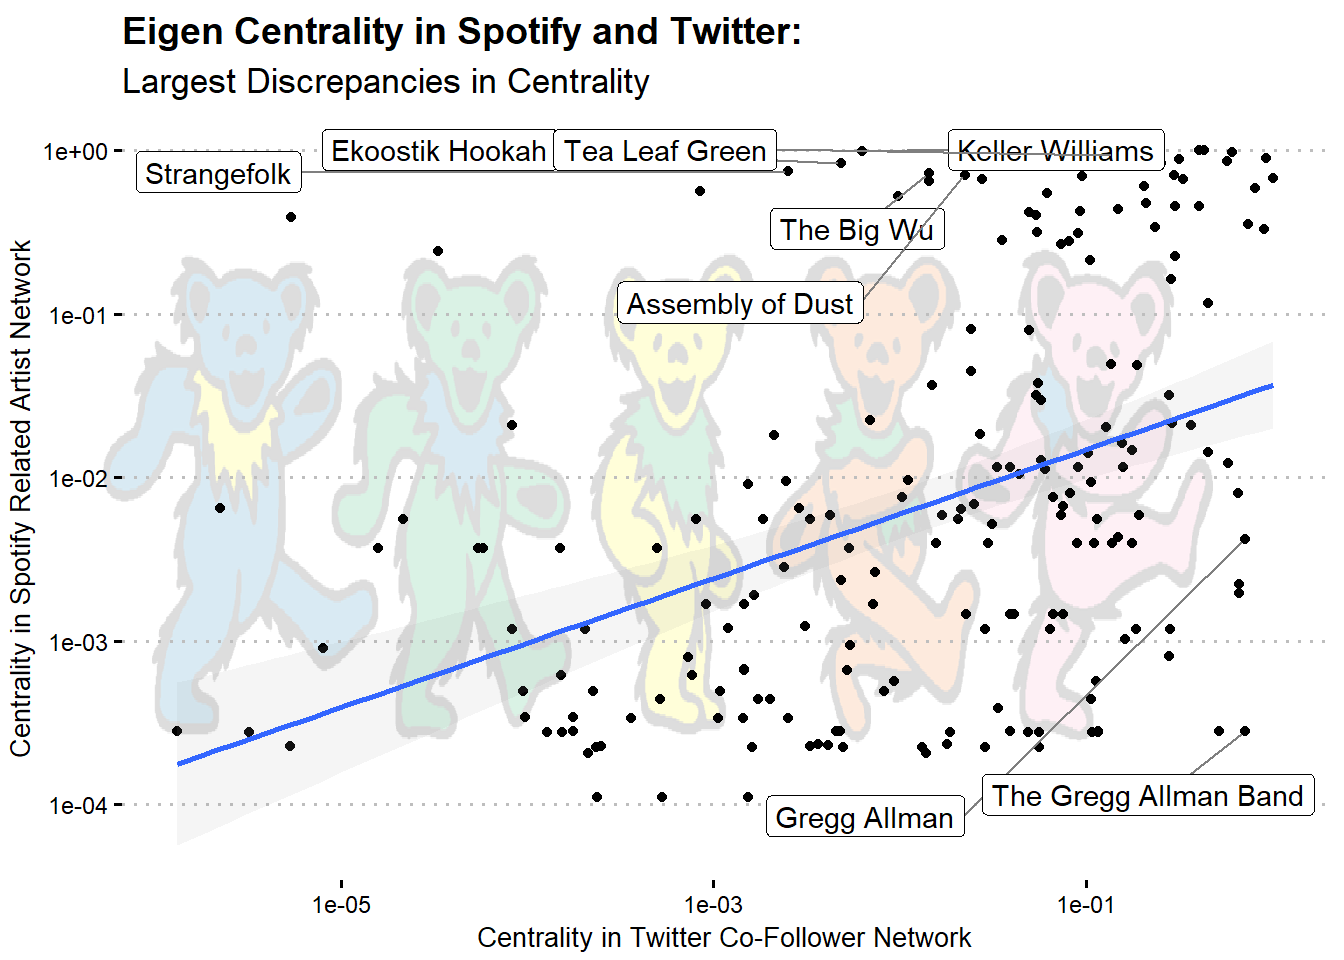 Eigen Centrality in Spotify and Twitter:
Largest Discrepancies in Centrality
Centrality in Spotify Related Artist Network
1e+00
1e-01
1e-02
1e-03
1e-04
Strangefolk
Ekoostik Hookah
Tea Leaf Green
Keller Williams
The Big Wu
Assembly of Dust
Gregg Allman
The Gregg Allman Band
1e-05
1e-03
1e-01
Centrality in Twitter Co-Follower Network